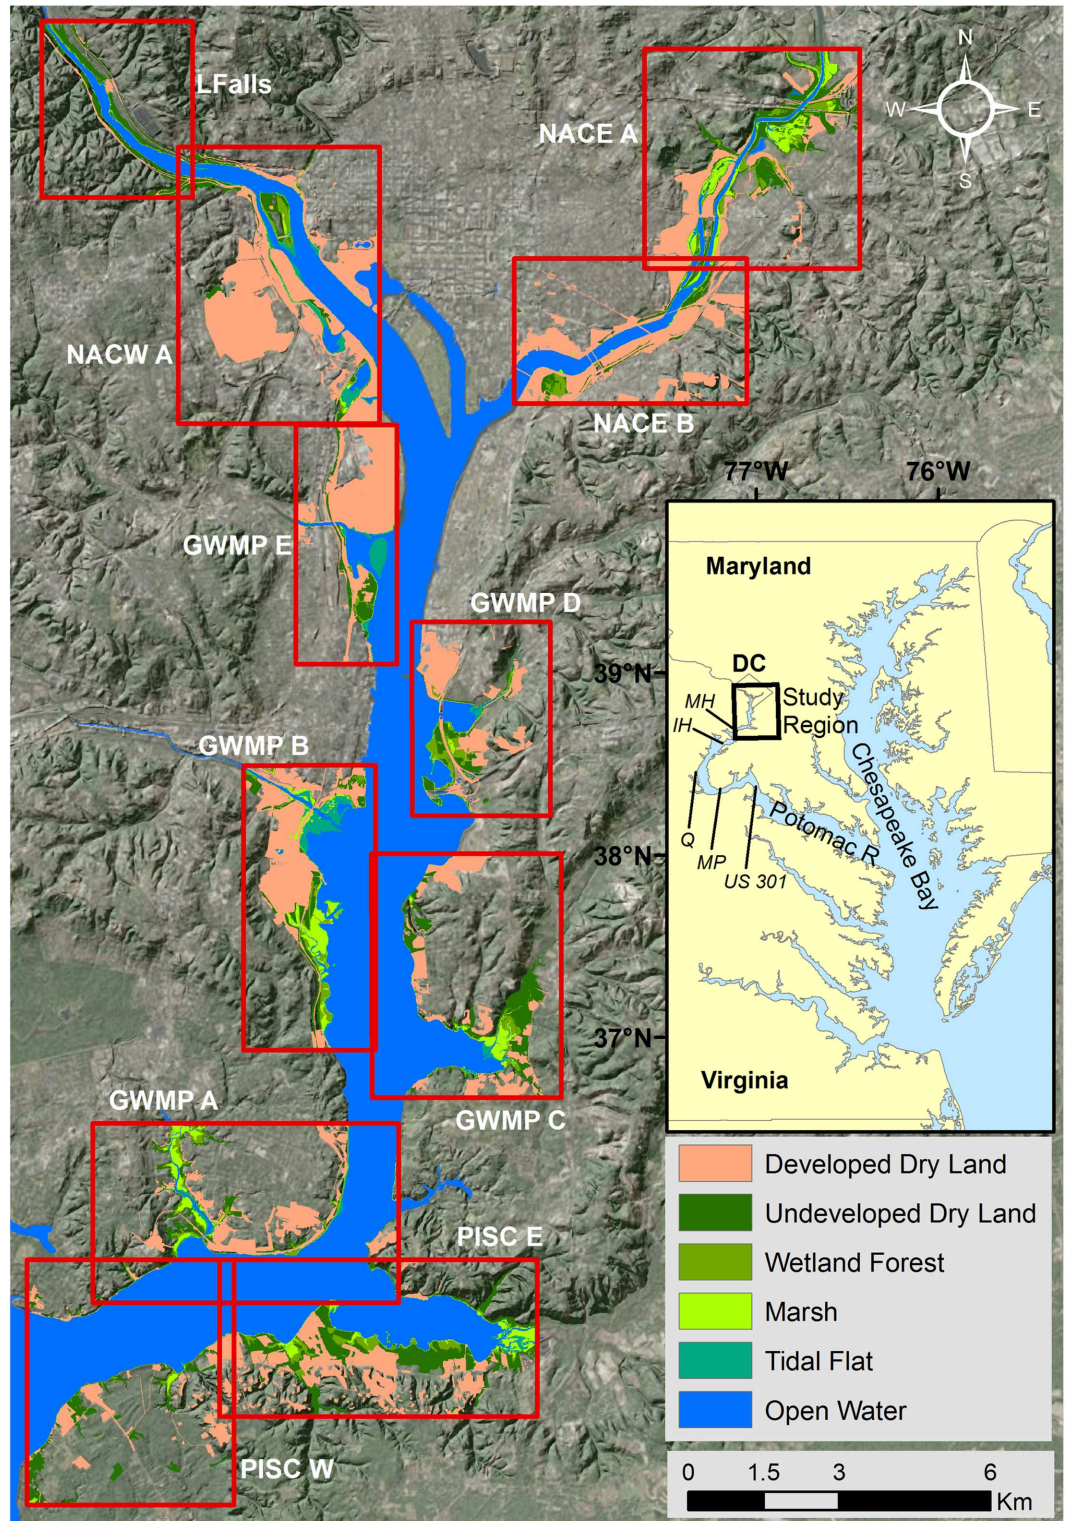 LFalls
NACE A
N
W
E
S
NACW A
NACE B
77°W
76°W
GWMP E
GWMP D
Maryland
39°N
DC
Study
Region
MH
IH
GWMP B
Chesapeake Bay
Potomac R.
Q
MP
US 301
38°N
37°N
Virginia
GWMP A
GWMP C
PISC E
PISC W
Developed Dry Land
Undeveloped Dry Land
Wetland Forest
Marsh
Tidal Flat
Open Water
0 1.5 3 6
Km